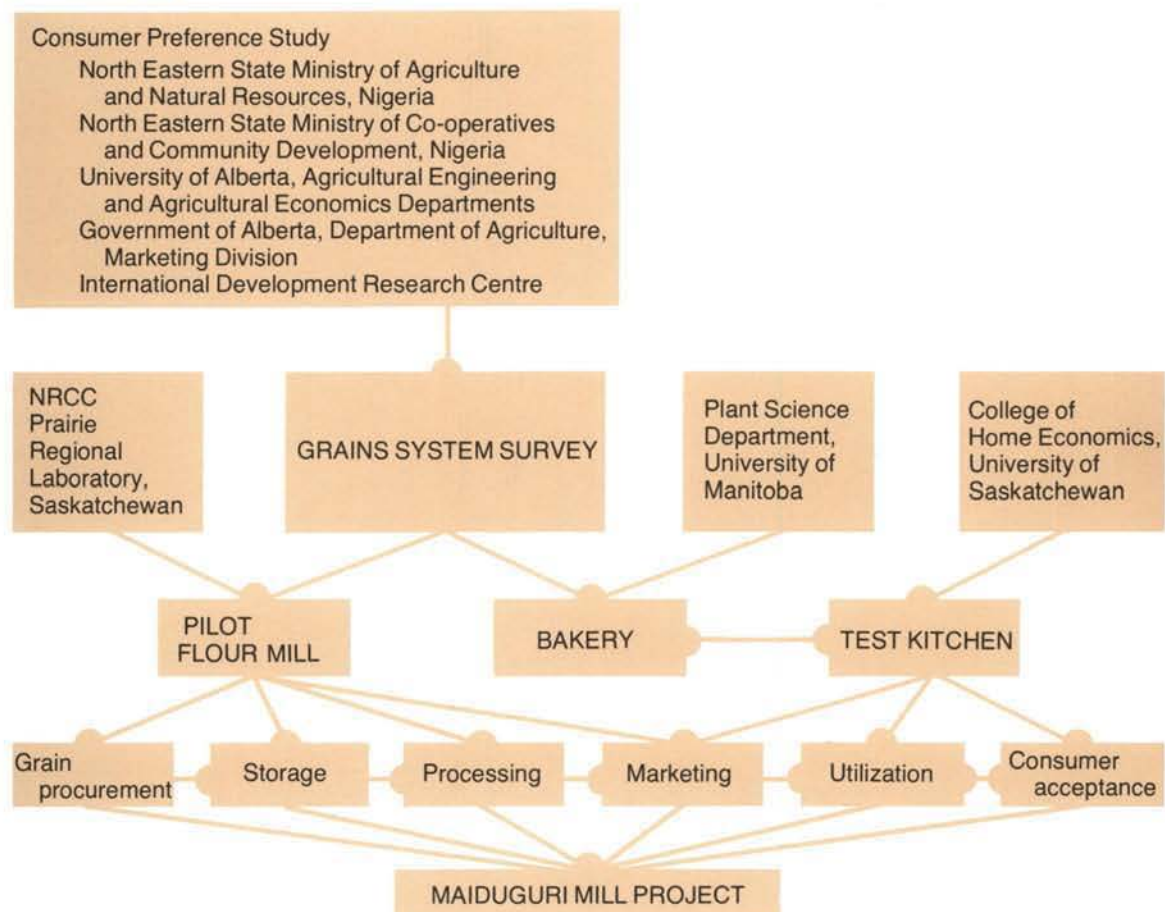 Consumer Preference Study
North Eastern State Ministry of Agriculture
and Natural Resources, Nigeria
North Eastern State Ministry of Co-operatives
and Community Development, Nigeria
University of Alberta, Agricultural Engineering
and Agricultural Economics Departments
Government of Alberta, Department of Agriculture,
Marketing Division
International Development Research Centre
NRCC
Prairie
Regional
Laboratory,
Saskatchewan
GRAINS SYSTEM SURVEY
Plant Science
Department,
University of
Manitoba
College of
Home Economics,
University of
Saskatchewan
PILOT
FLOUR MILL
BAKERY
TEST KITCHEN
Grain
procurement
Storage
Processing
Marketing
Utilization
Consumer
acceptance
MAIDUGURI MILL PROJECT